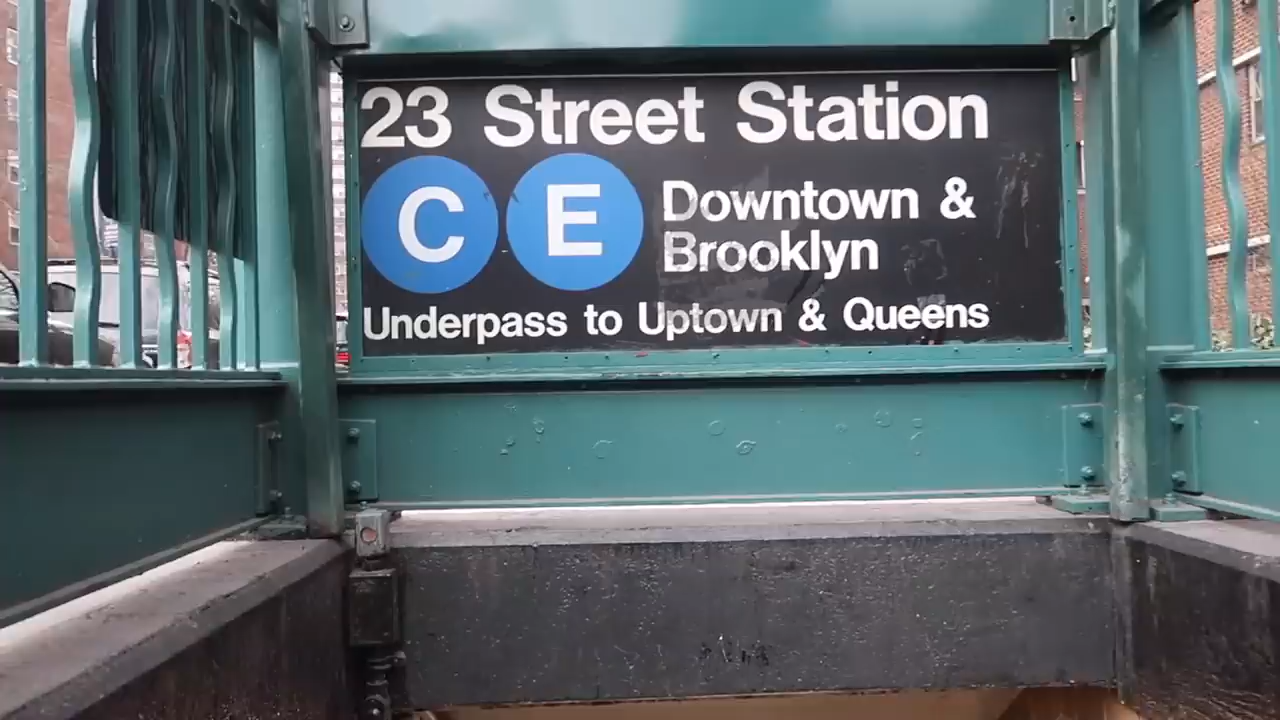 23 Street Station
C E Downtown &
Brooklyn
Underpass to Uptown & Queens